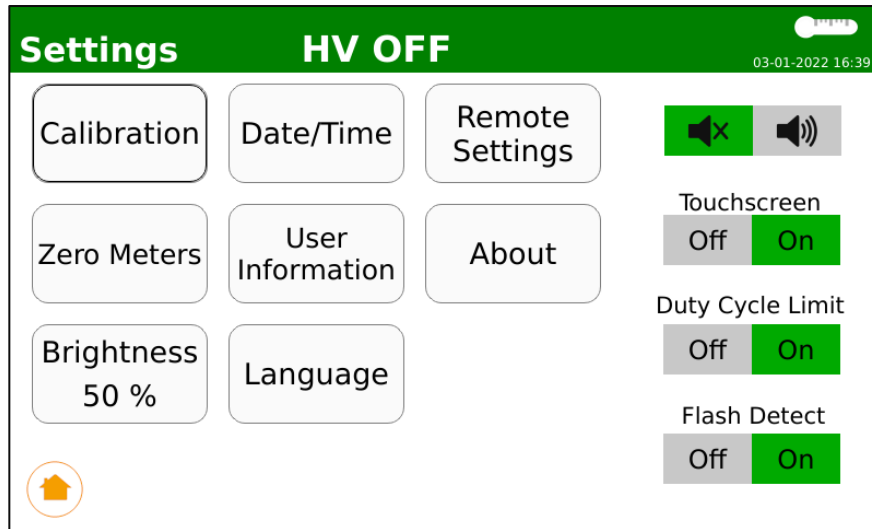 Settings
HV OFF
03-01-2022 16:39
Calibration
Date/Time
Remote
Settings
Zero Meters
User
Information
About
Brightness
50 %
Language
Touchscreen
Off
On
Duty Cycle Limit
Off
On
Flash Detect
Off
On